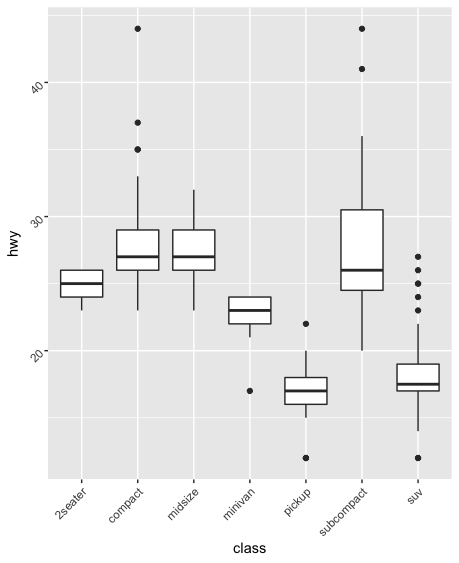 40
30
20
hwy
2seater
compact
midsize
minivan
pickup
subcompact
suv
class